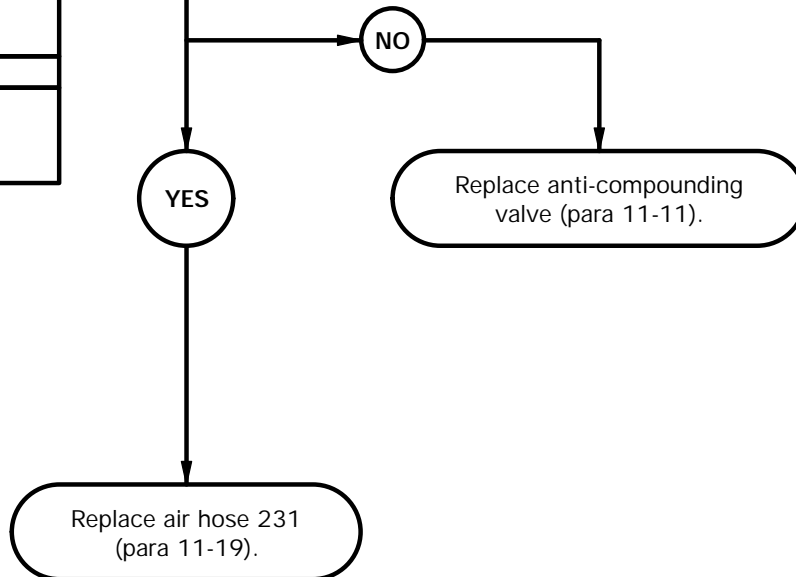 NO
YES
Replace anti-compounding
valve (para 11-11).
Replace air hose 231
(para 11-19).